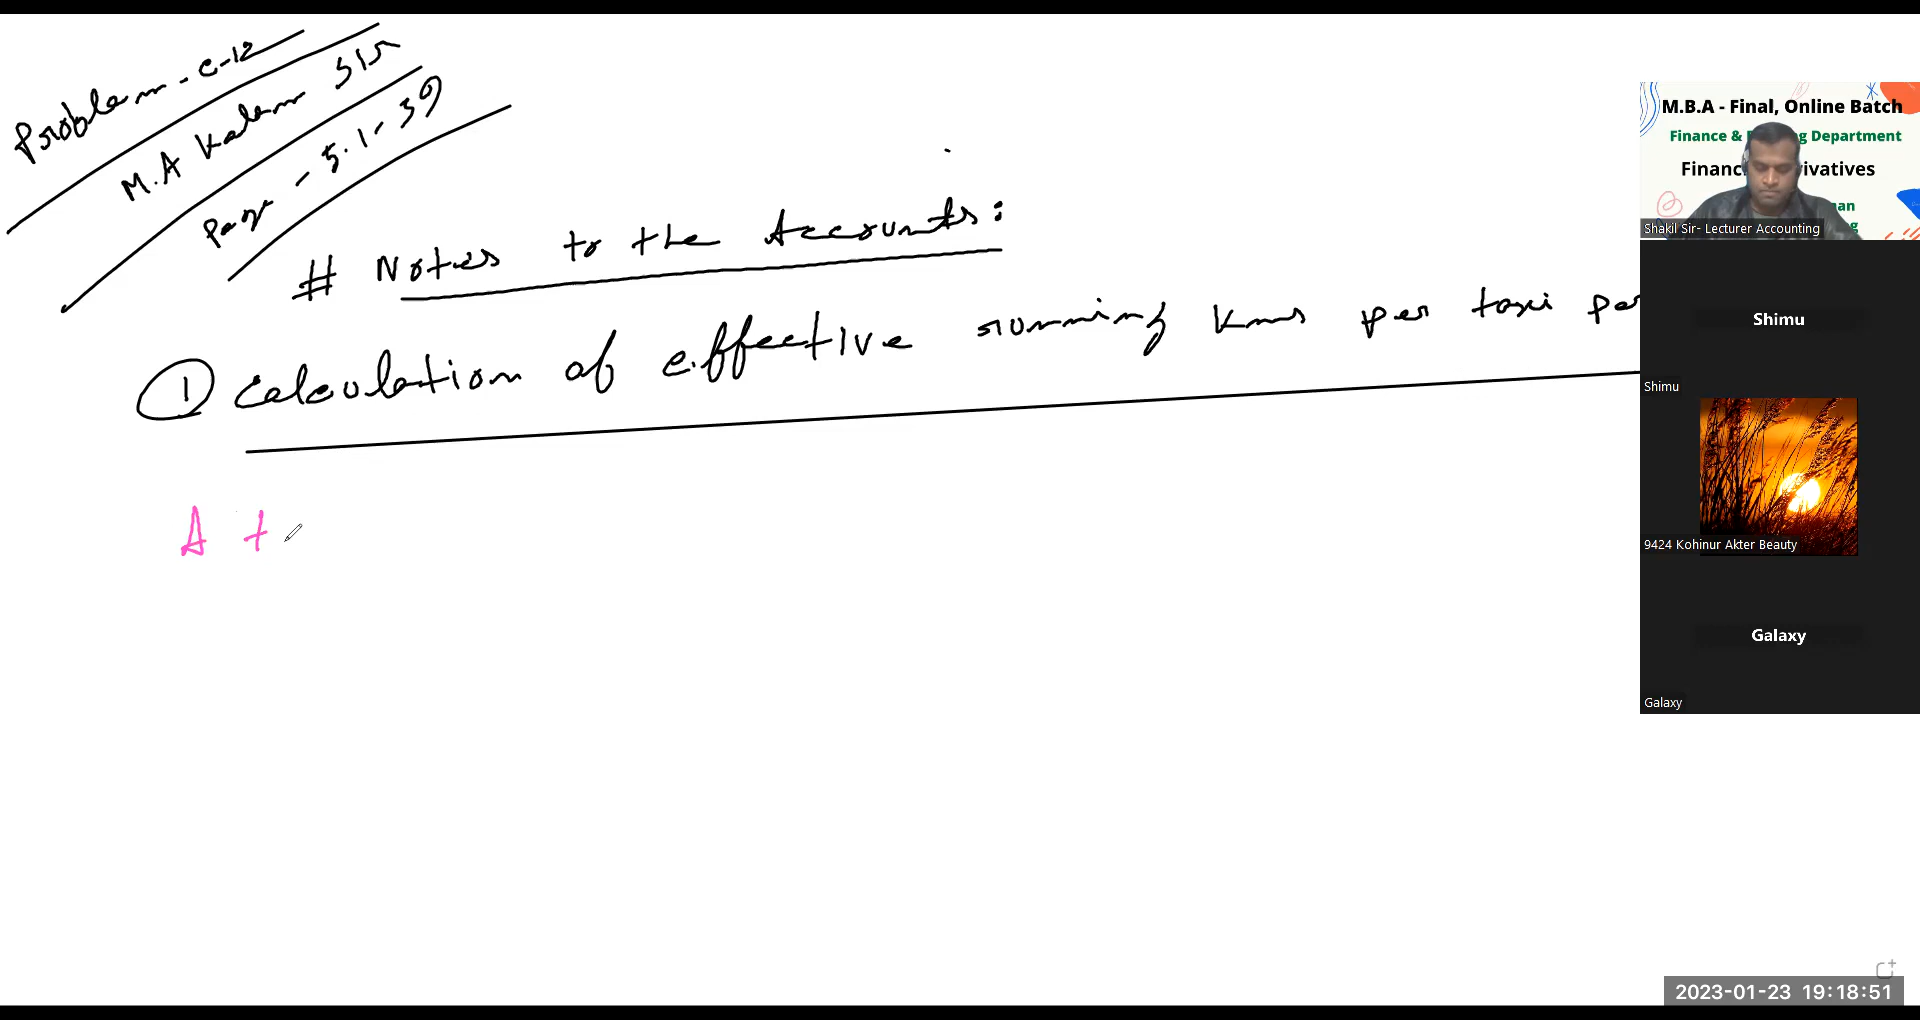 Problem - C-12
M.A Kalam Sir
Page - 5.1-39
# Notes to the Accounts:
① Calculation of effective running kms per taxi per
A t
M.B.A - Final, Online Batch
Finance & Department
Financ ivatives
Shakil Sir- Lecturer Accounting
Shimu
Shimu
9424 Kohinur Akter Beauty
Galaxy
Galaxy
2023-01-23 19:18:51